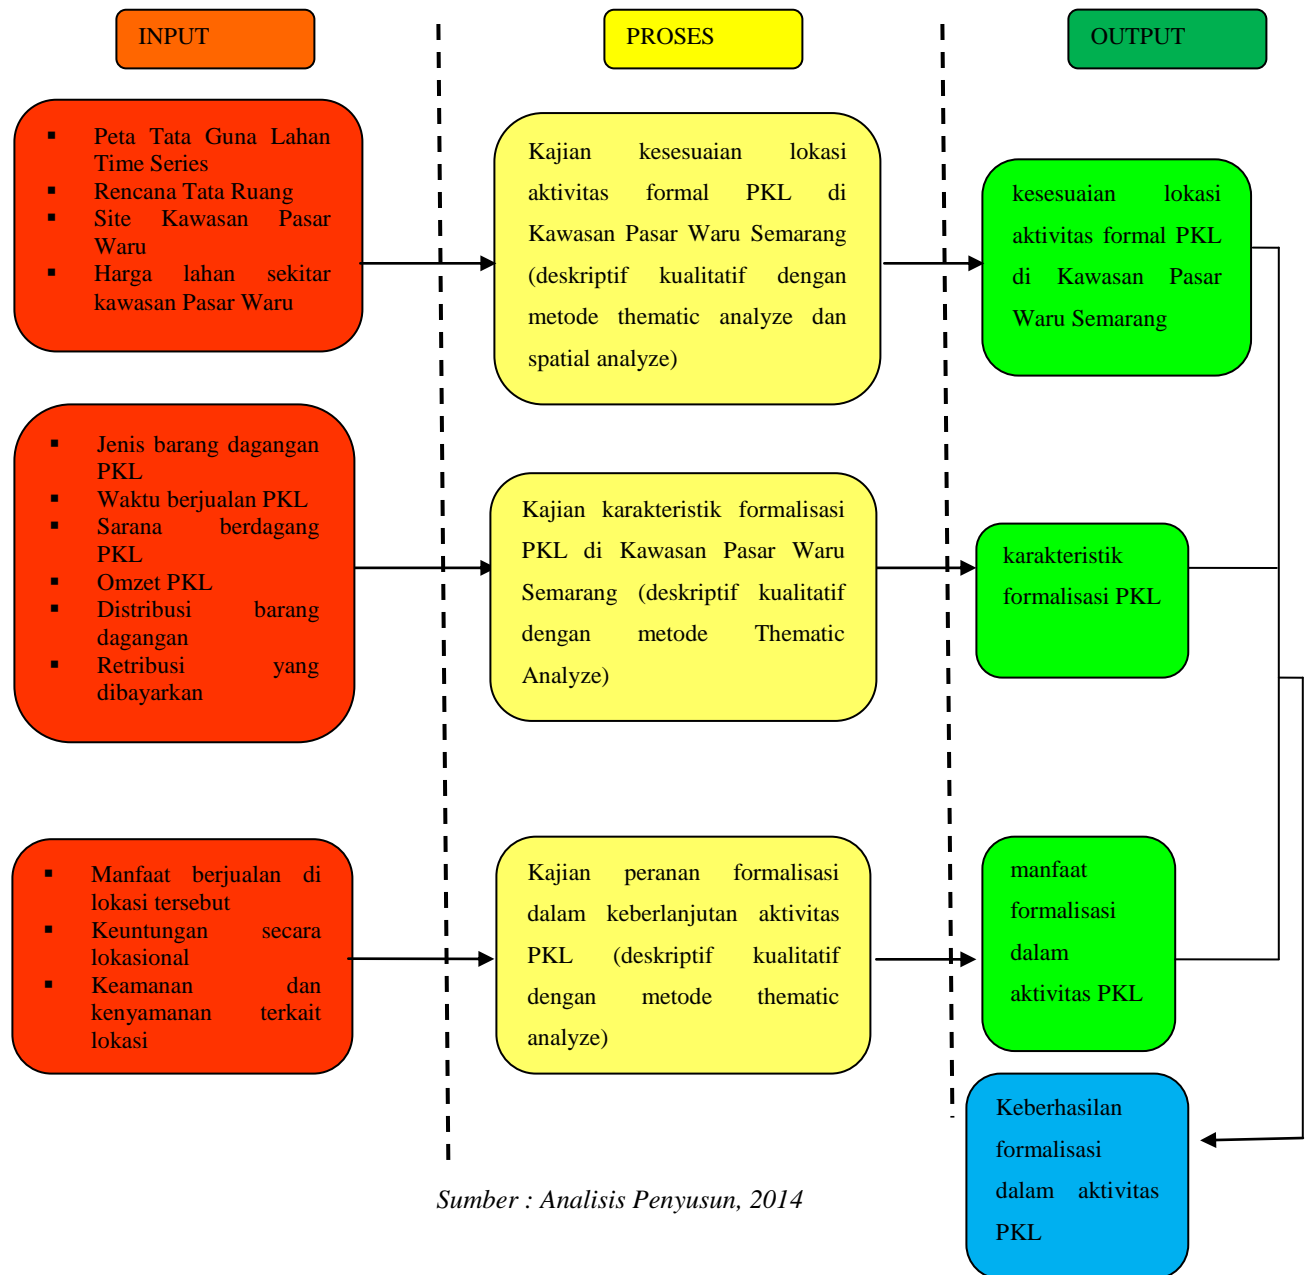 INPUT
PROSES
OUTPUT
▪ Peta Tata Guna Lahan
Time Series
▪ Rencana Tata Ruang
▪ Site Kawasan Pasar
Waru
▪ Harga lahan sekitar
kawasan Pasar Waru
Kajian kesesuaian lokasi
aktivitas formal PKL di
Kawasan Pasar Waru Semarang
(deskriptif kualitatif dengan
metode thematic analyze dan
spatial analyze)
kesesuaian lokasi
aktivitas formal PKL
di Kawasan Pasar
Waru Semarang
▪ Jenis barang dagangan
PKL
▪ Waktu berjualan PKL
▪ Sarana berdagang
PKL
▪ Omzet PKL
▪ Distribusi barang
dagangan
▪ Retribusi yang
dibayarkan
Kajian karakteristik formalisasi
PKL di Kawasan Pasar Waru
Semarang (deskriptif kualitatif
dengan metode Thematic
Analyze)
karakteristik
formalisasi PKL
▪ Manfaat berjualan di
lokasi tersebut
▪ Keuntungan secara
lokasional
▪ Keamanan dan
kenyamanan terkait
lokasi
Kajian peranan formalisasi
dalam keberlanjutan aktivitas
PKL (deskriptif kualitatif
dengan metode thematic
analyze)
manfaat
formalisasi
dalam
aktivitas PKL
Keberhasilan
formalisasi
dalam aktivitas
PKL
Sumber : Analisis Penyusun, 2014